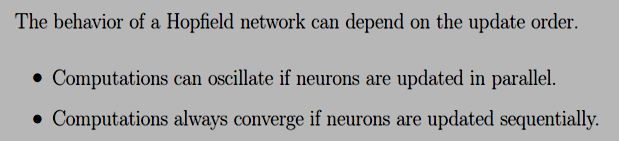 The behavior of a Hopfield network can depend on the update order.
• Computations can oscillate if neurons are updated in parallel.
• Computations always converge if neurons are updated sequentially.